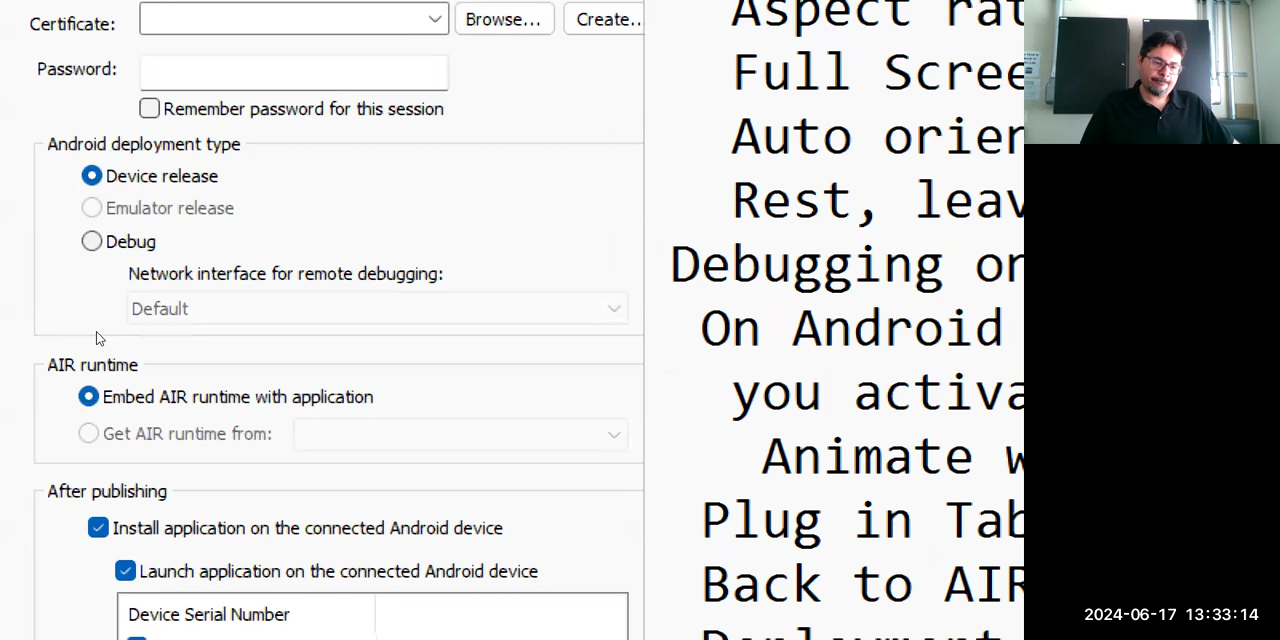 Certificate:
Browse...
Create..
Password:
Remember password for this session
Android deployment type
Device release
Emulator release
Debug
Network interface for remote debugging:
Default
AIR runtime
Embed AIR runtime with application
Get AIR runtime from:
After publishing
Install application on the connected Android device
Launch application on the connected Android device
Device Serial Number
Aspect rat
Full Scree
Auto orien
Rest, leav
Debugging on
On Android
you activa
Animate w
Plug in Tab
Back to AIR
Deployment
2024-06-17 13:33:14